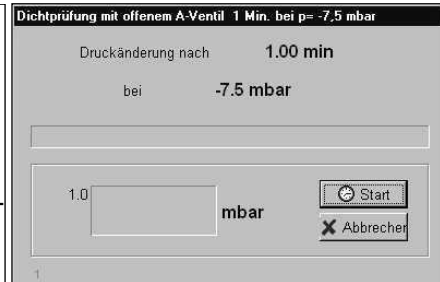 Dichtprüfung mit offenem A-Ventil 1 Min. bei p= -7,5 mbar
Druckänderung nach 1.00 min
bei -7.5 mbar
1.0
mbar
Start
Abbrecher
1